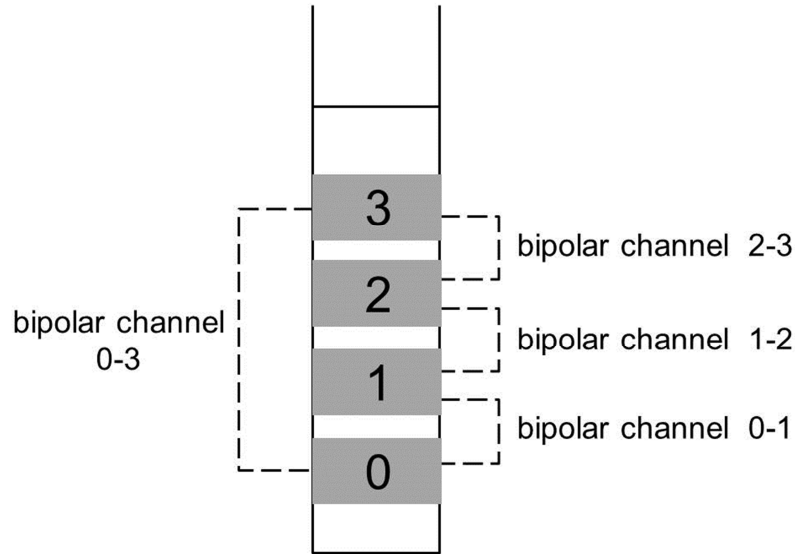 3
bipolar channel 2-3
2
bipolar channel
0-3
bipolar channel 1-2
1
bipolar channel 0-1
0